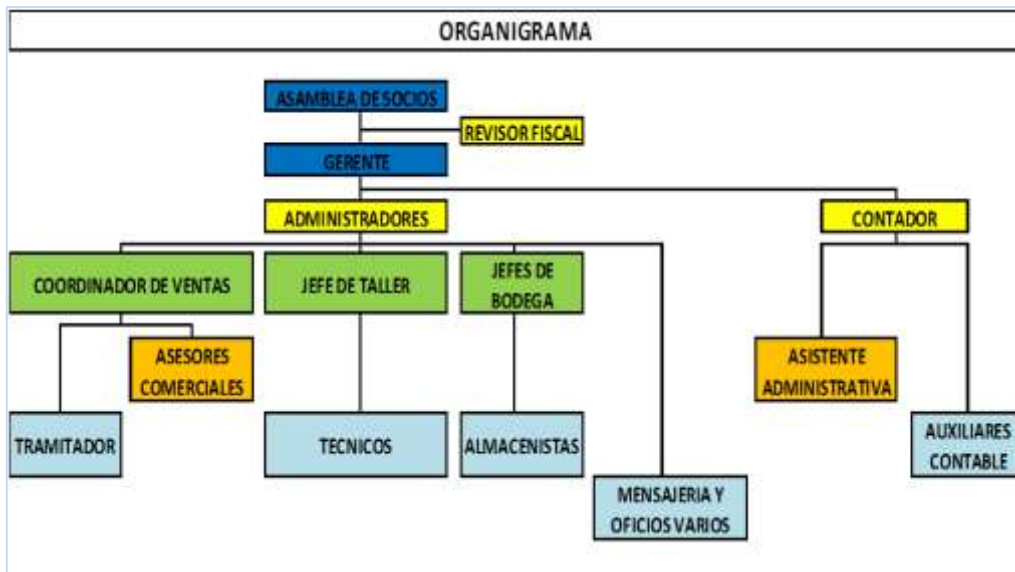 ORGANIGRAMA
ASAMBLEA DE SOCIOS
REVISOR FISCAL
GERENTE
ADMINISTRADORES
CONTADOR
COORDINADOR DE VENTAS
JEFE DE TALLER
JEFES DE
BODEGA
ASESORES
COMERCIALES
ASISTENTE
ADMINISTRATIVA
TRAMITADOR
TECNICOS
ALMACENISTAS
AUXILIARES
CONTABLE
MENSAJERIA Y
OFICIOS VARIOS